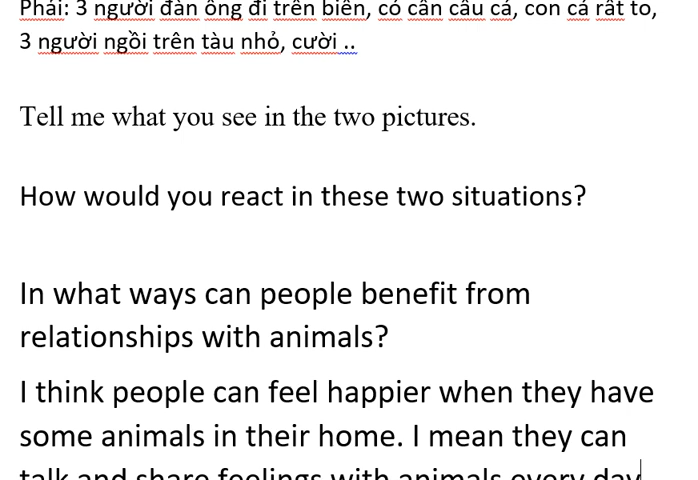 Phải: 3 người đàn ông đi trên biển, có cần câu cá, con cá rất to,
3 người ngồi trên tàu nhỏ, cười ..
Tell me what you see in the two pictures.
How would you react in these two situations?
In what ways can people benefit from
relationships with animals?
I think people can feel happier when they have
some animals in their home. I mean they can
talk and share feelings with animals every day